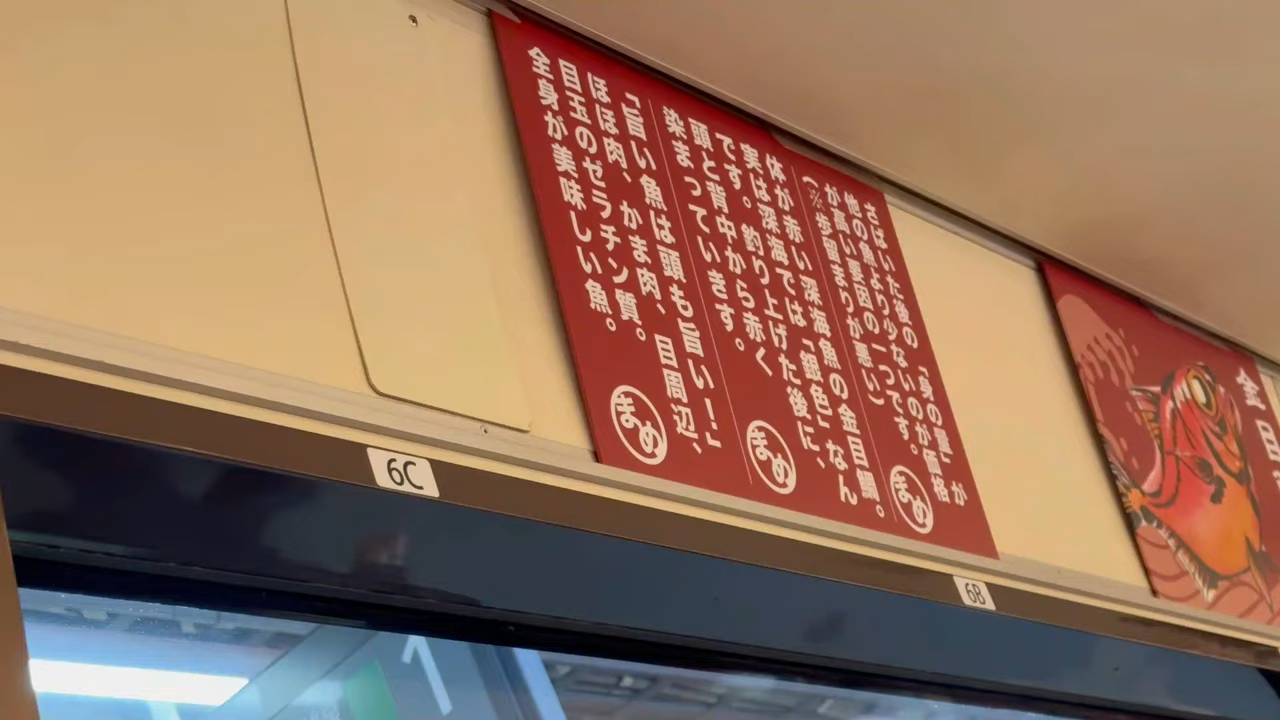 金目
さばいた後の「身の量」が
他の魚より少ないのが価格
が高い要因の一つです。
(※歩留まりが悪い)
まめ
体が赤い深海魚の金目鯛。
実は深海では「銀色」なん
です。釣り上げた後に、
頭と背中から赤く
染まっていきます。
まめ
「旨い魚は頭も旨い！」
ほほ肉、かま肉、目周辺、
目玉のゼラチン質。
全身が美味しい魚。
まめ
6C
6B
1